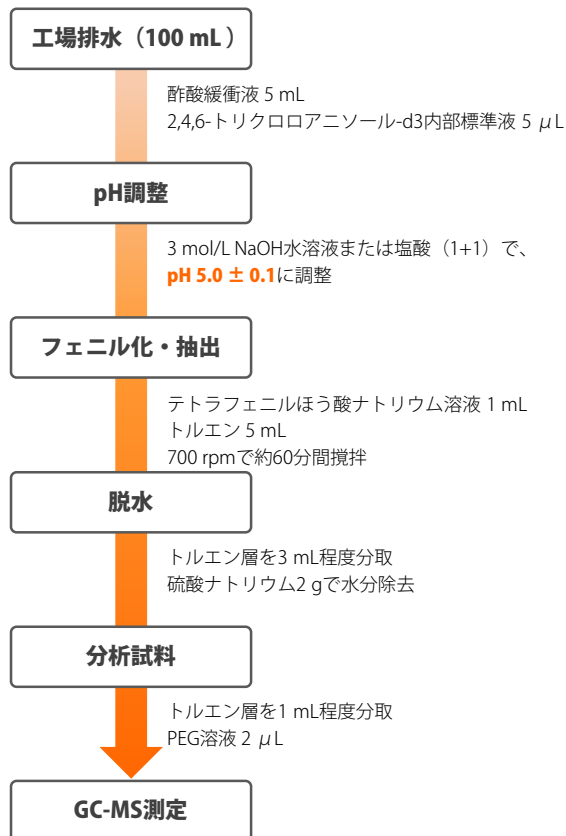 工場排水（100 mL ）
酢酸緩衝液 5 mL
2,4,6-トリクロロアニソール-d3内部標準液 5 μL
pH調整
3 mol/L NaOH水溶液または塩酸（1+1）で、
pH 5.0 ± 0.1に調整
フェニル化・抽出
テトラフェニルほう酸ナトリウム溶液 1 mL
トルエン 5 mL
700 rpmで約60分間撹拌
脱水
トルエン層を3 mL程度分取
硫酸ナトリウム2 gで水分除去
分析試料
トルエン層を1 mL程度分取
PEG溶液 2 μL
GC-MS測定